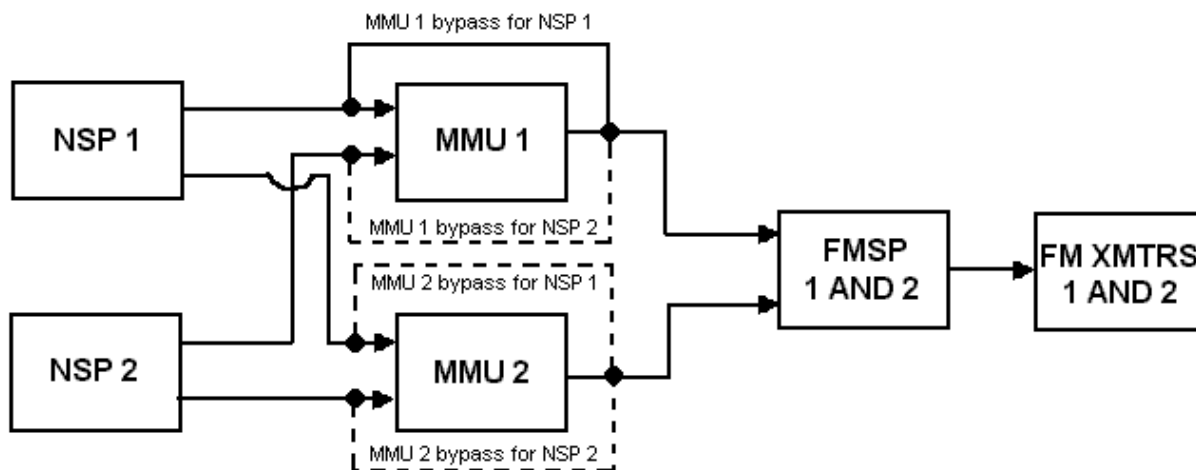 MMU 1 bypass for NSP 1
NSP 1
MMU 1
MMU 1 bypass for NSP 2
FMSP
1 AND 2
FM XMTRS
1 AND 2
MMU 2 bypass for NSP 1
NSP 2
MMU 2
MMU 2 bypass for NSP 2